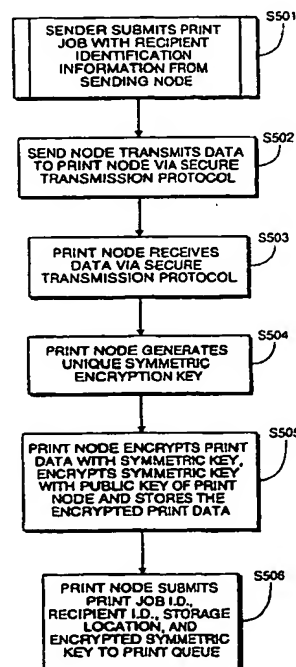 S501
SENDER SUBMITS PRINT
JOB WITH RECIPIENT
IDENTIFICATION
INFORMATION FROM
SENDING NODE
S502
SEND NODE TRANSMITS DATA
TO PRINT NODE VIA SECURE
TRANSMISSION PROTOCOL
S503
PRINT NODE RECEIVES
DATA VIA SECURE
TRANSMISSION PROTOCOL
S504
PRINT NODE GENERATES
UNIQUE SYMMETRIC
ENCRYPTION KEY
S505
PRINT NODE ENCRYPTS PRINT
DATA WITH SYMMETRIC KEY,
ENCRYPTS SYMMETRIC KEY
WITH PUBLIC KEY OF PRINT
NODE AND STORES THE
ENCRYPTED PRINT DATA
S506
PRINT NODE SUBMITS
PRINT JOB I.D.,
RECIPIENT I.D., STORAGE
LOCATION, AND
ENCRYPTED SYMMETRIC
KEY TO PRINT QUEUE